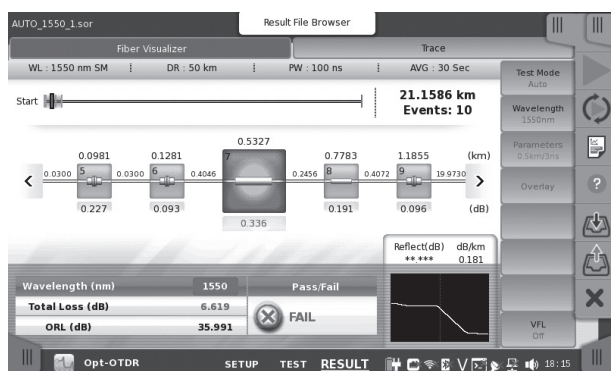 AUTO_1550_1.sor
Result File Browser
Fiber Visualizer
Trace
WL : 1550 nm SM
DR : 50 km
PW : 100 ns
AVG : 30 Sec
Start
21.1586 km
Events: 10
Test Mode
Auto
Wavelength
1550nm
Parameters
0.5km/3ns
Overlay
VFL
Off
0.0981 0.1281 0.5327 0.7783 1.1855 (km)
0.0300 5 0.0300 6 0.4046 7 0.2456 8 0.4072 9 19.9730
0.227 0.093 0.336 0.191 0.096 (dB)
Reflect(dB) dB/km
**.*** 0.181
Wavelength (nm) 1550 Pass/Fail
Total Loss (dB) 6.619
FAIL
ORL (dB) 35.991
Opt-OTDR SETUP TEST RESULT 18:15